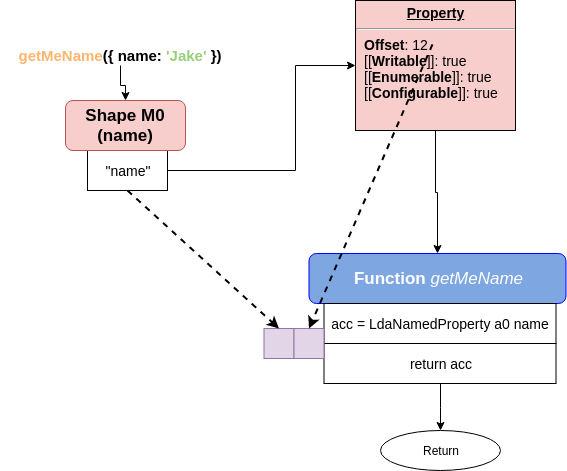 Property
Offset: 12
[[Writable]]: true
[[Enumerable]]: true
[[Configurable]]: true
getMeName({ name: 'Jake' })
Shape M0
(name)
"name"
Function getMeName
acc = LdaNamedProperty a0 name
return acc
Return